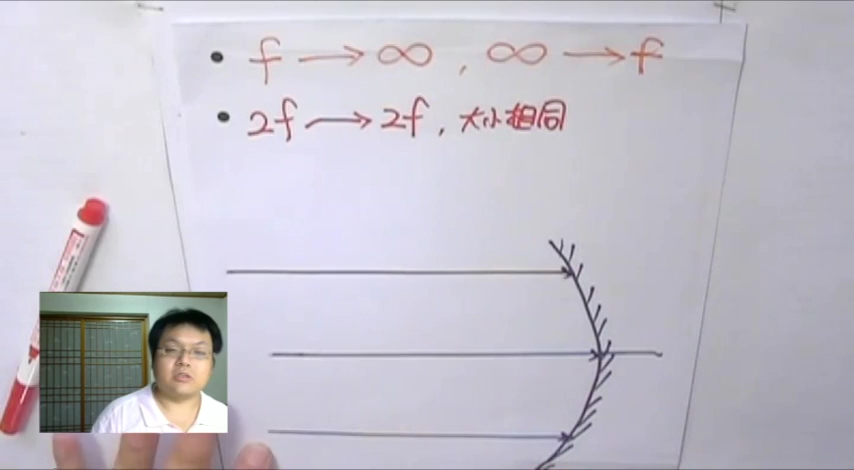 • f → ∞ , ∞ → f
• 2f → 2f , 大小相同